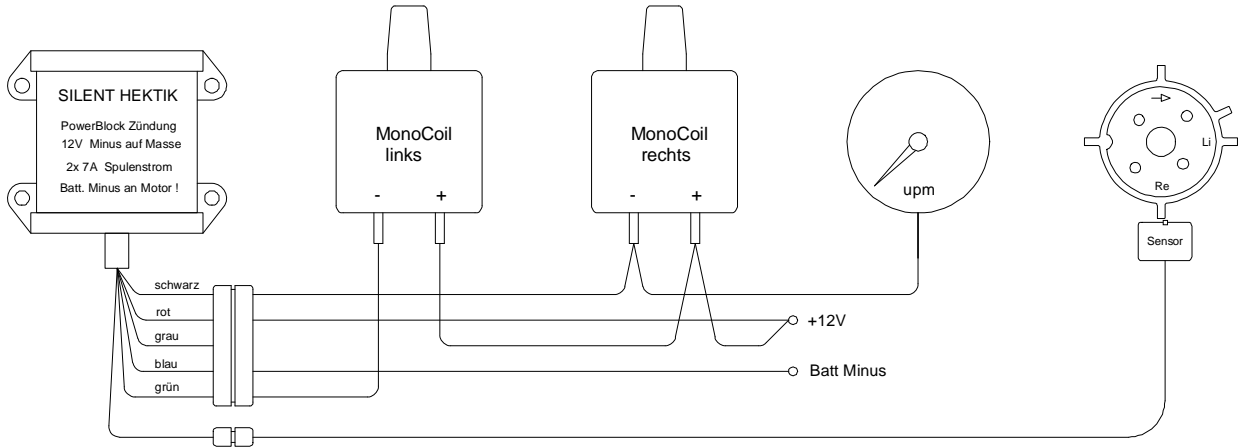 SILENT HEKTIK
PowerBlock Zündung
12V Minus auf Masse
2x 7A Spulenstrom
Batt. Minus an Motor !
MonoCoil
links
- +
MonoCoil
rechts
- +
upm
Li
Re
Sensor
schwarz
rot
grau
blau
grün
+12V
Batt Minus